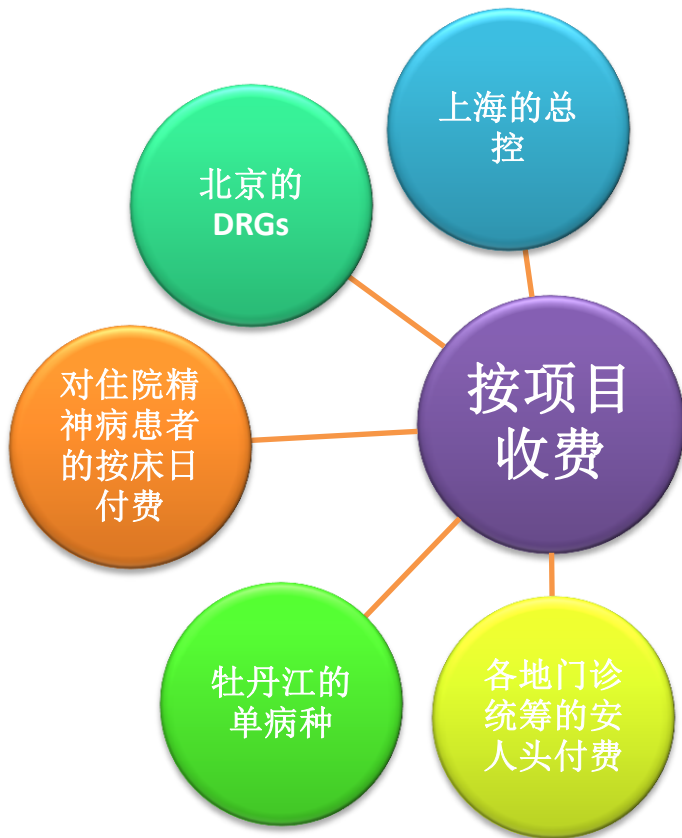 上海的总
控
北京的
DRGs
按项目
收费
对住院精
神病患者
的按床日
付费
牡丹江的
单病种
各地门诊
统筹的安
人头付费